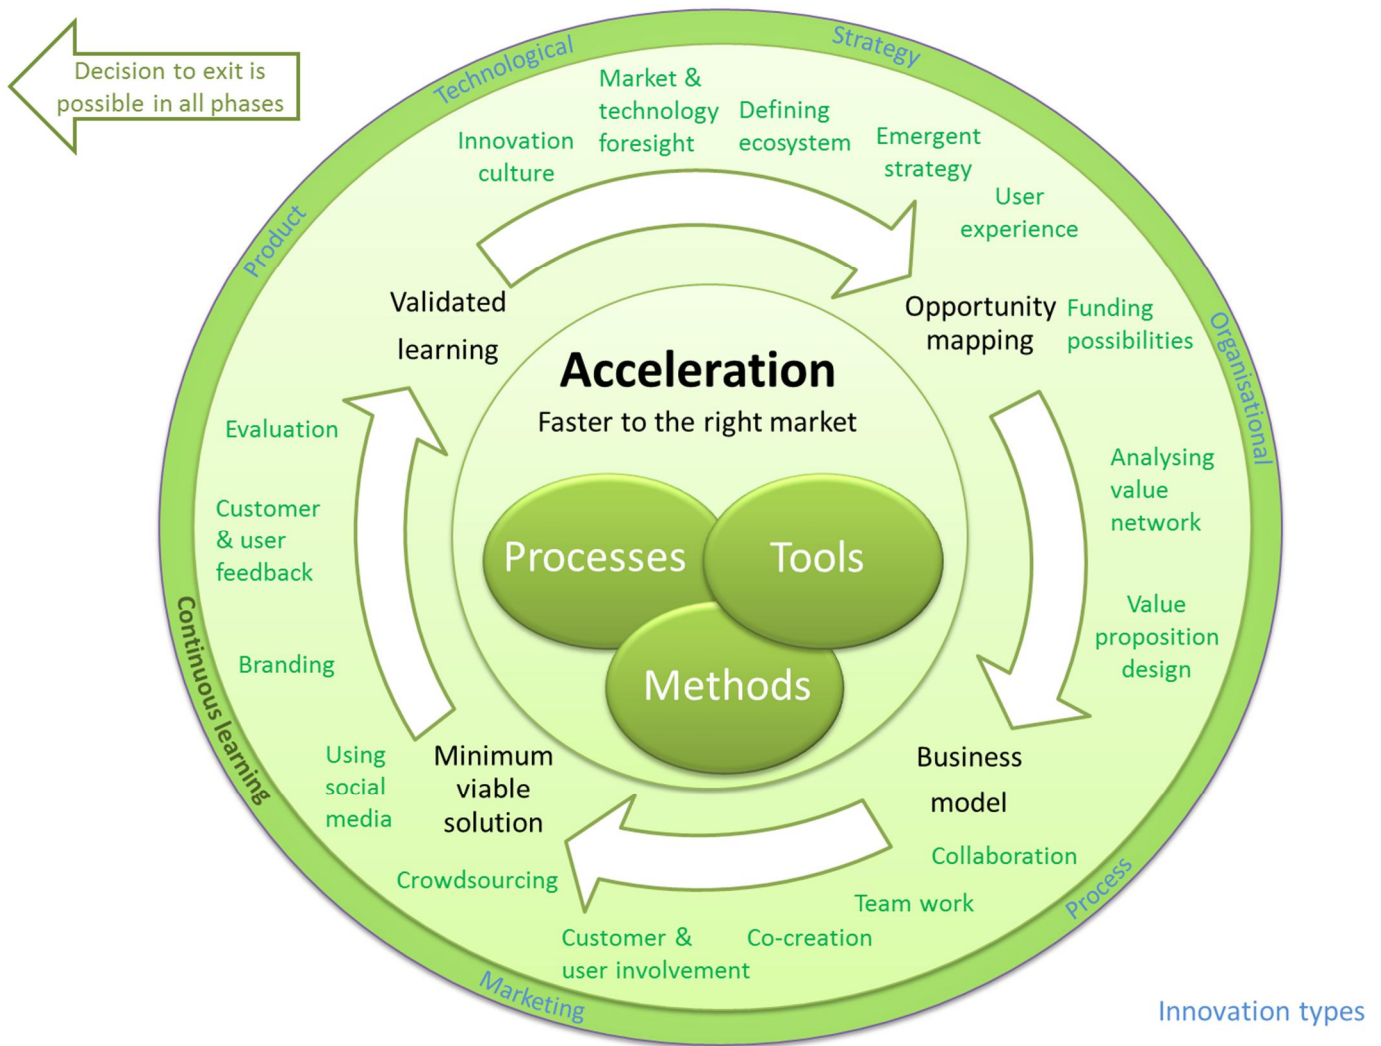 Decision to exit is
possible in all phases
Technological
Strategy
Product
Organisational
Process
Marketing
Continuous learning
Innovation
culture
Market &
technology
foresight
Defining
ecosystem
Emergent
strategy
User
experience
Validated
learning
Opportunity
mapping
Funding
possibilities
Acceleration
Faster to the right market
Processes
Tools
Methods
Evaluation
Customer
& user
feedback
Branding
Using
social
media
Analysing
value
network
Value
proposition
design
Minimum
viable
solution
Business
model
Collaboration
Team work
Co-creation
Customer &
user involvement
Crowdsourcing
Innovation types